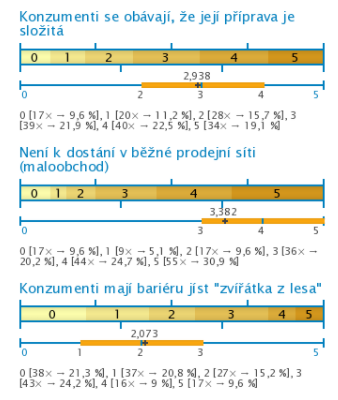 Konzumenti se obávají, že její příprava je
složitá
0 1 2 3 4 5
2,938
0 2 3 4 5
0 [17× → 9,6 %], 1 [20× → 11,2 %], 2 [28× → 15,7 %], 3
[39× → 21,9 %], 4 [40× → 22,5 %], 5 [34× → 19,1 %]
Není k dostání v běžné prodejní síti
(maloobchod)
0 1 2 3 4 5
3,382
0 3 4 5
0 [17× → 9,6 %], 1 [9× → 5,1 %], 2 [17× → 9,6 %], 3 [36× →
20,2 %], 4 [44× → 24,7 %], 5 [55× → 30,9 %]
Konzumenti mají bariéru jíst "zvířátka z lesa"
0 1 2 3 4 5
2,073
0 1 2 3 5
0 [38× → 21,3 %], 1 [37× → 20,8 %], 2 [27× → 15,2 %], 3
[43× → 24,2 %], 4 [16× → 9 %], 5 [17× → 9,6 %]